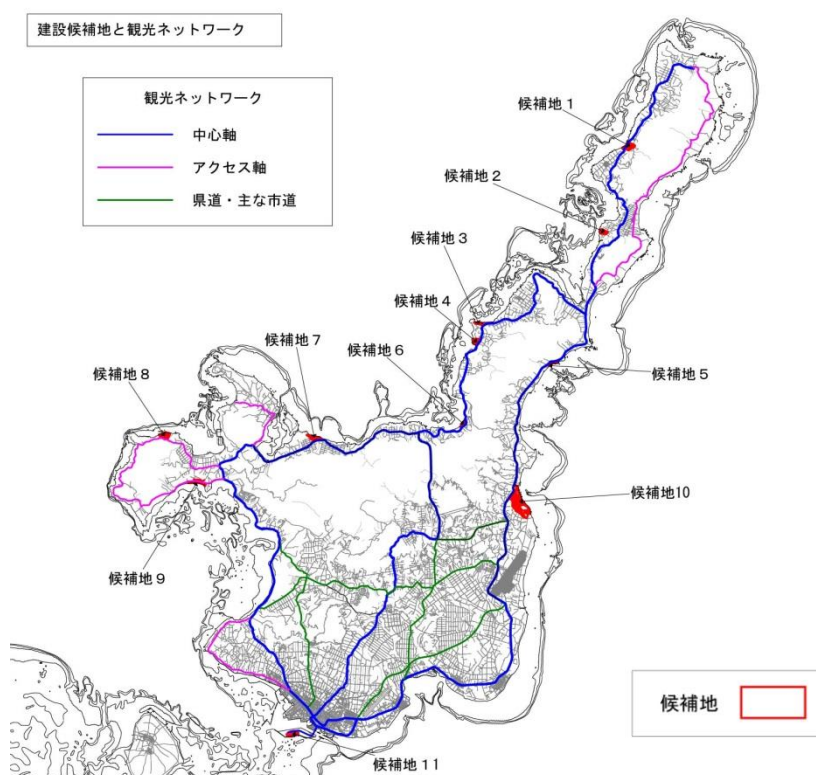 建設候補地と観光ネットワーク
観光ネットワーク
中心軸
アクセス軸
県道・主な市道
候補地１
候補地２
候補地３
候補地４
候補地７
候補地６
候補地８
候補地５
候補地10
候補地９
候補地
候補地１１